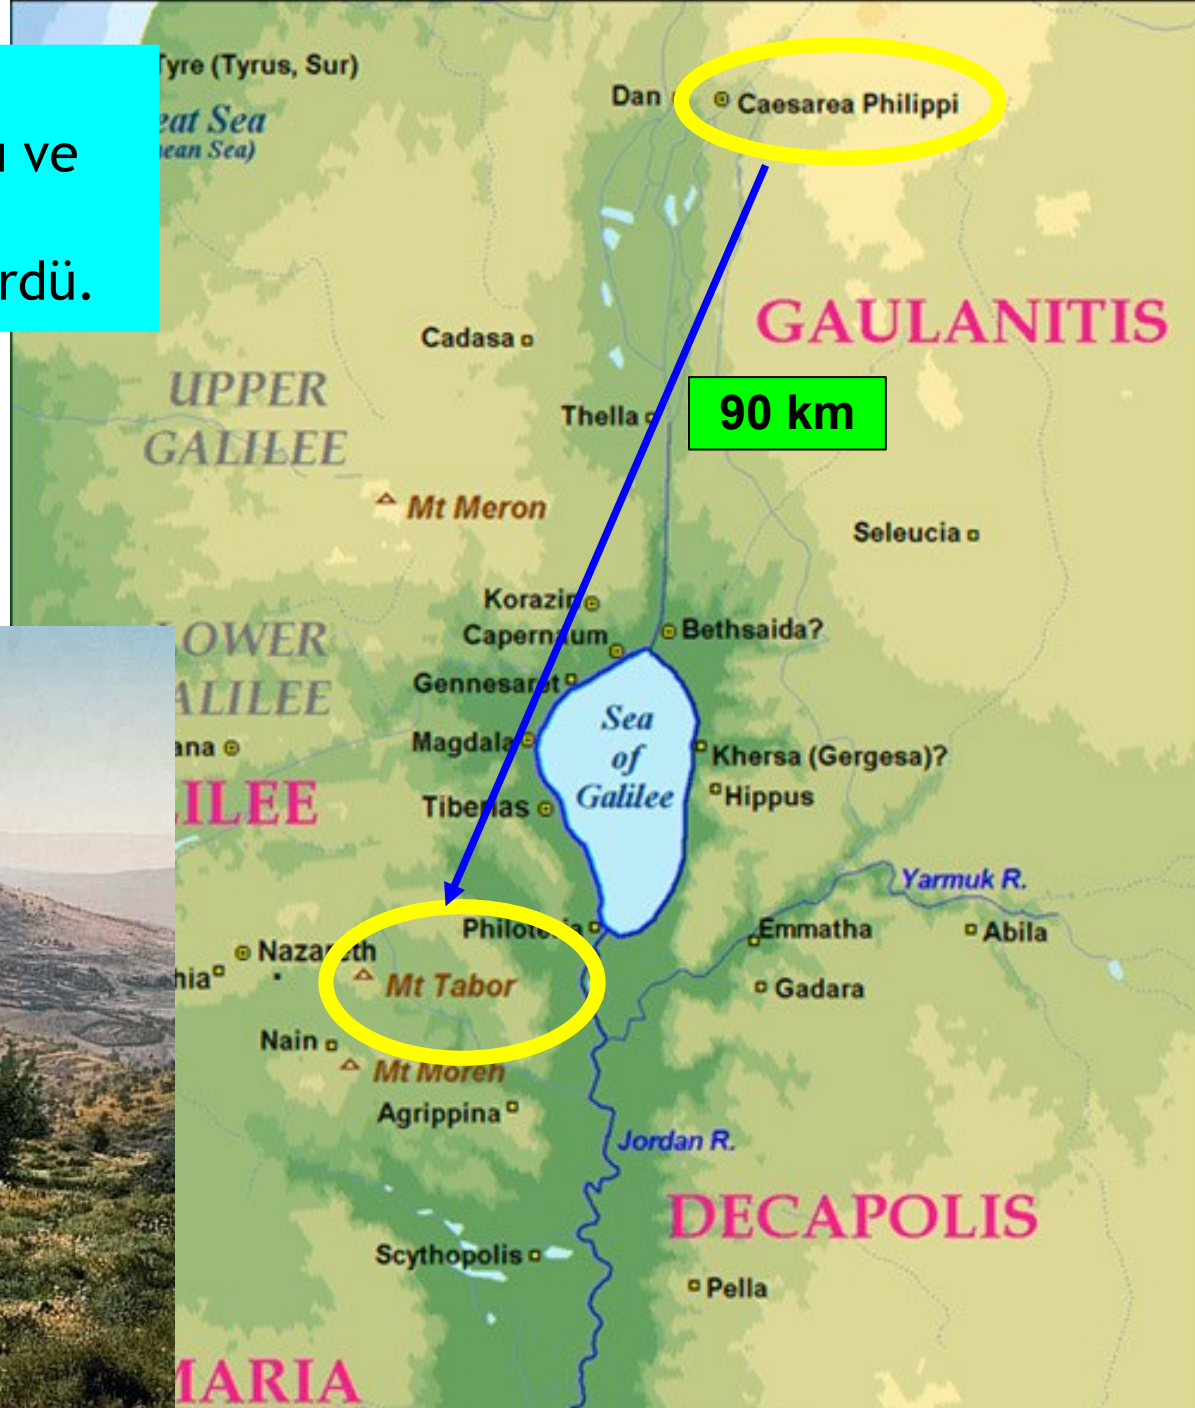 Tyre (Tyrus, Sur)
eat Sea
ean Sea)
ı ve
rdü.
Dan
Caesarea Philippi
GAULANITIS
Cadasa
UPPER
GALILEE
Thella
90 km
Mt Meron
Seleucia
Korazin
Capernaum
Bethsaida?
LOWER
ALILEE
Gennesaret
Sea
of
Galilee
ana
Magdala
Khersa (Gergesa)?
Hippus
ILEE
Tiberias
Yarmuk R.
Philoteria
Emmatha
Abila
Nazareth
hia
Mt Tabor
Gadara
Nain
Mt Moreh
Agrippina
Jordan R.
DECAPOLIS
Scythopolis
Pella
MARIA